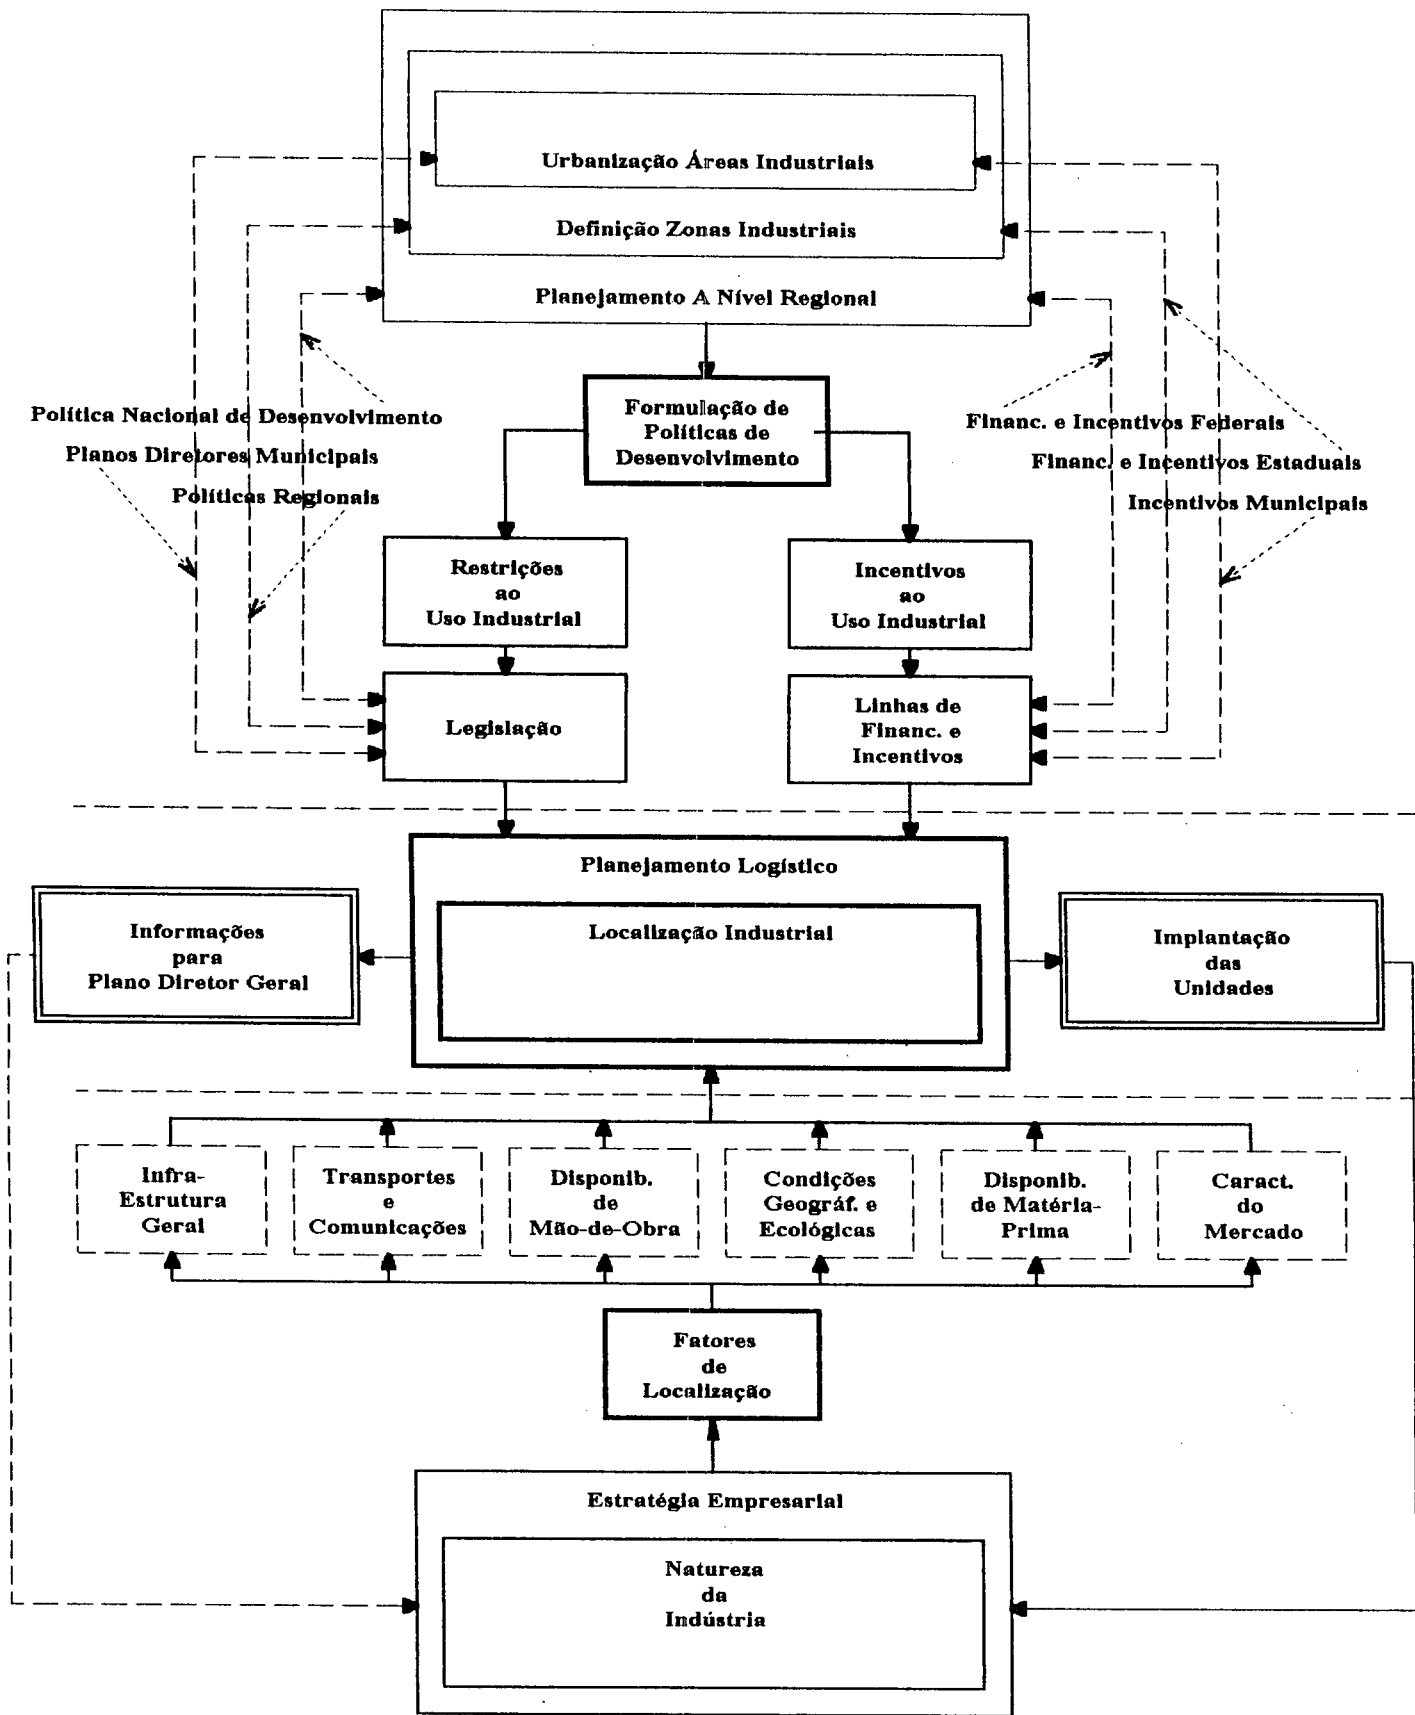 Urbanização Áreas Industriais
Definição Zonas Industriais
Planejamento A Nível Regional
Formulação de
Políticas de
Desenvolvimento
Política Nacional de Desenvolvimento
Planos Diretores Municipais
Políticas Regionais
Financ. e Incentivos Federais
Financ. e Incentivos Estaduais
Incentivos Municipais
Restrições
ao
Uso Industrial
Incentivos
ao
Uso Industrial
Legislação
Linhas de
Financ. e
Incentivos
Planejamento Logístico
Localização Industrial
Informações
para
Plano Diretor Geral
Implantação
das
Unidades
Infra-
Estrutura
Geral
Transportes
e
Comunicações
Disponib.
de
Mão-de-Obra
Condições
Geográf. e
Ecológicas
Disponib.
de Matéria-
Prima
Caract.
do
Mercado
Fatores
de
Localização
Estratégia Empresarial
Natureza
da
Indústria